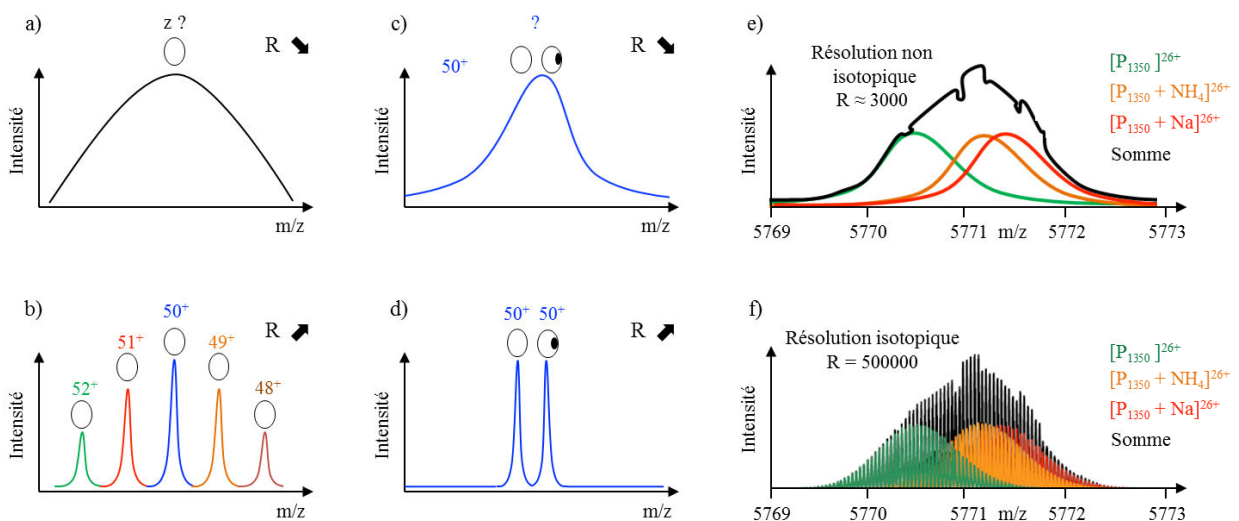 a)
z ?
R
Intensité
m/z
c)
?
50⁺
R
Intensité
m/z
e)
Résolution non
isotopique
R ≈ 3000
[P₁₃₅₀ ]²⁶⁺
[P₁₃₅₀ + NH₄]²⁶⁺
[P₁₃₅₀ + Na]²⁶⁺
Somme
Intensité
5769 5770 5771 m/z 5772 5773
b)
52⁺ 51⁺ 50⁺ 49⁺ 48⁺
R
Intensité
m/z
d)
50⁺ 50⁺
R
Intensité
m/z
f)
Résolution isotopique
R = 500000
[P₁₃₅₀ ]²⁶⁺
[P₁₃₅₀ + NH₄]²⁶⁺
[P₁₃₅₀ + Na]²⁶⁺
Somme
Intensité
5769 5770 5771 m/z 5772 5773